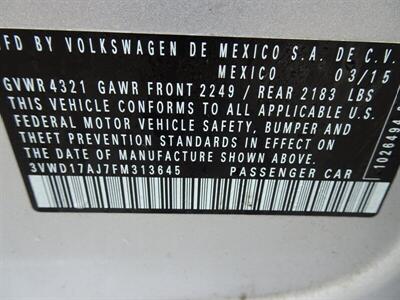 MFD BY VOLKSWAGEN DE MEXICO S.A. DE C.V.
MEXICO 03/15
GVWR 4321 GAWR FRONT 2249 / REAR 2183 LBS
THIS VEHICLE CONFORMS TO ALL APPLICABLE U.S.
FEDERAL MOTOR VEHICLE SAFETY, BUMPER AND
THEFT PREVENTION STANDARDS IN EFFECT ON
THE DATE OF MANUFACTURE SHOWN ABOVE.
3VWD17AJ7FM313645 PASSENGER CAR
1026494